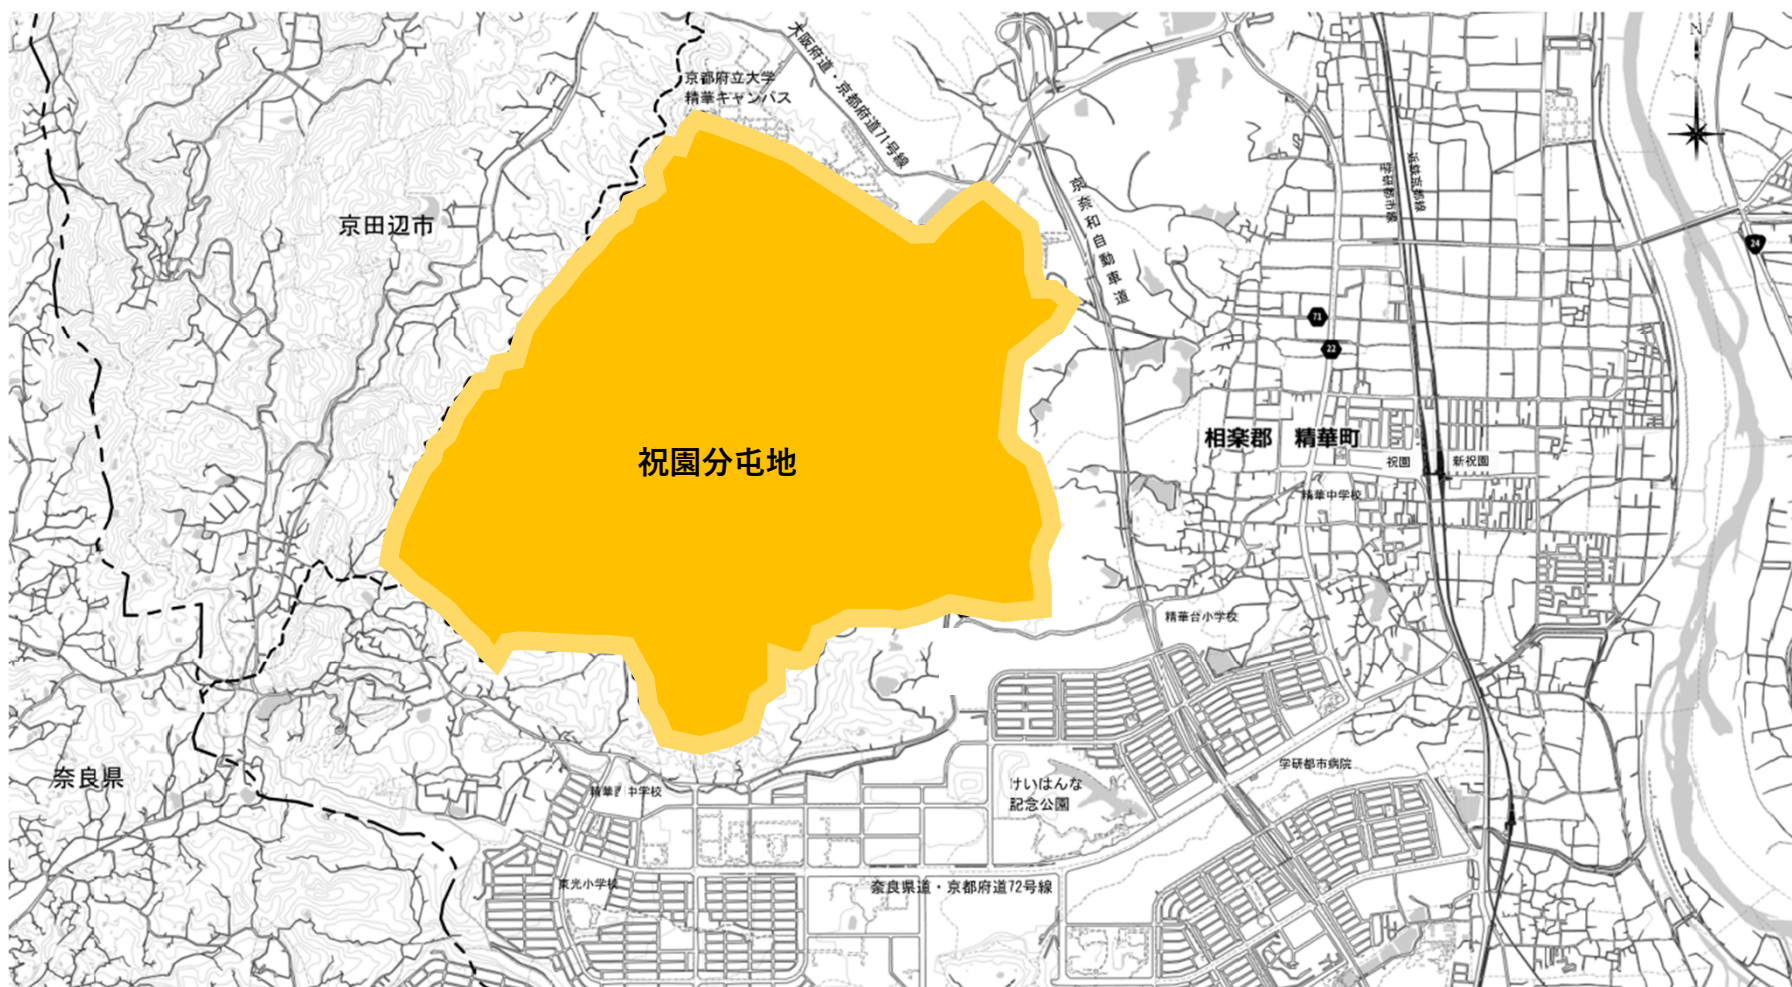 N
大阪府道・京都府道71号線
京都府立大学
精華キャンパス
京田辺市
京奈和自動車道
学研都市線
近鉄京都線
24
71
22
祝園分屯地
相楽郡 精華町
祝園
新祝園
精華中学校
精華台小学校
学研都市病院
奈良県
けいはんな
記念公園
中学校
東光小学校
奈良県道・京都府道72号線